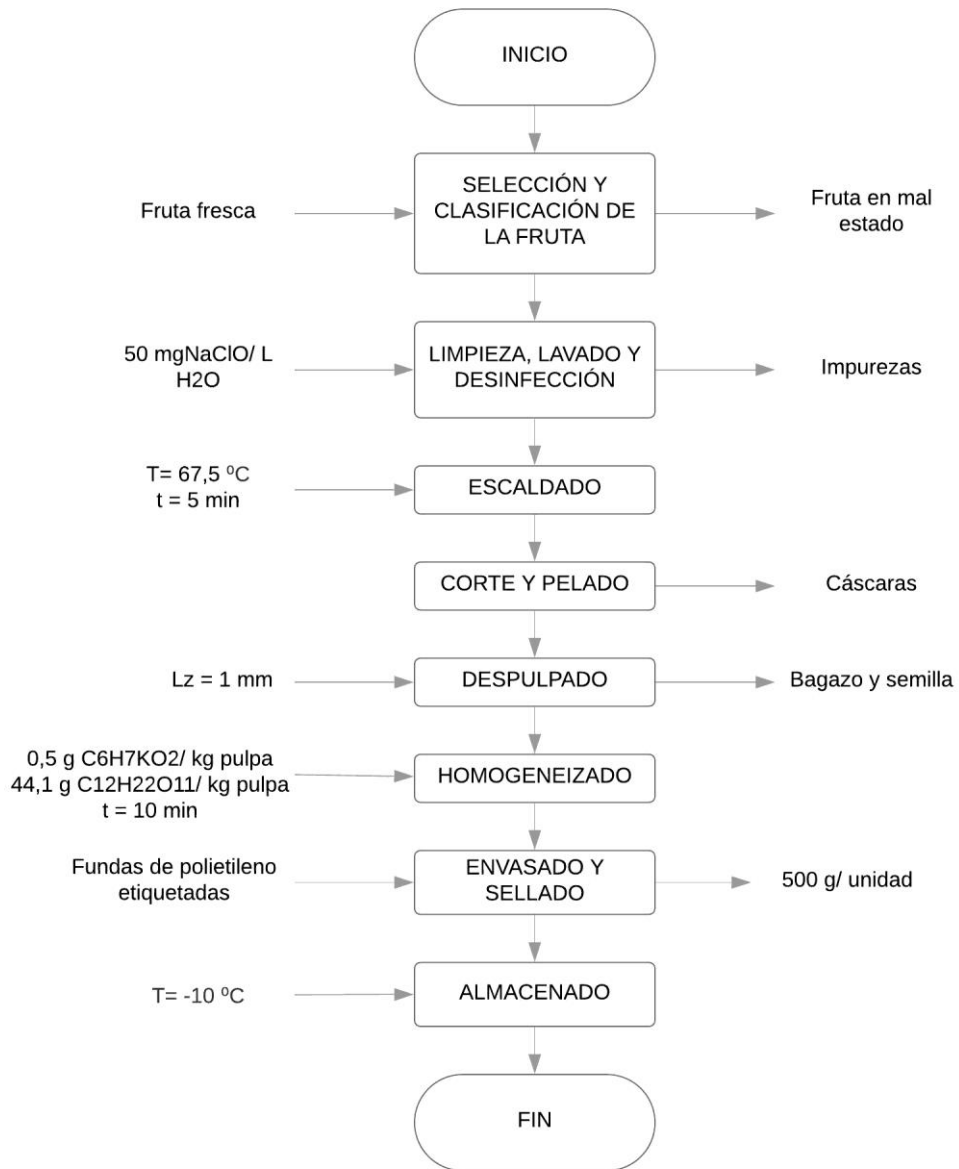 INICIO
Fruta fresca
SELECCIÓN Y
CLASIFICACIÓN DE
LA FRUTA
Fruta en mal
estado
50 mgNaClO/ L
H2O
LIMPIEZA, LAVADO Y
DESINFECCIÓN
Impurezas
T= 67,5 ⁰C
t = 5 min
ESCALDADO
CORTE Y PELADO
Cáscaras
Lz = 1 mm
DESPULPADO
Bagazo y semilla
0,5 g C6H7KO2/ kg pulpa
44,1 g C12H22O11/ kg pulpa
t = 10 min
HOMOGENEIZADO
Fundas de polietileno
etiquetadas
ENVASADO Y
SELLADO
500 g/ unidad
T= -10 ⁰C
ALMACENADO
FIN